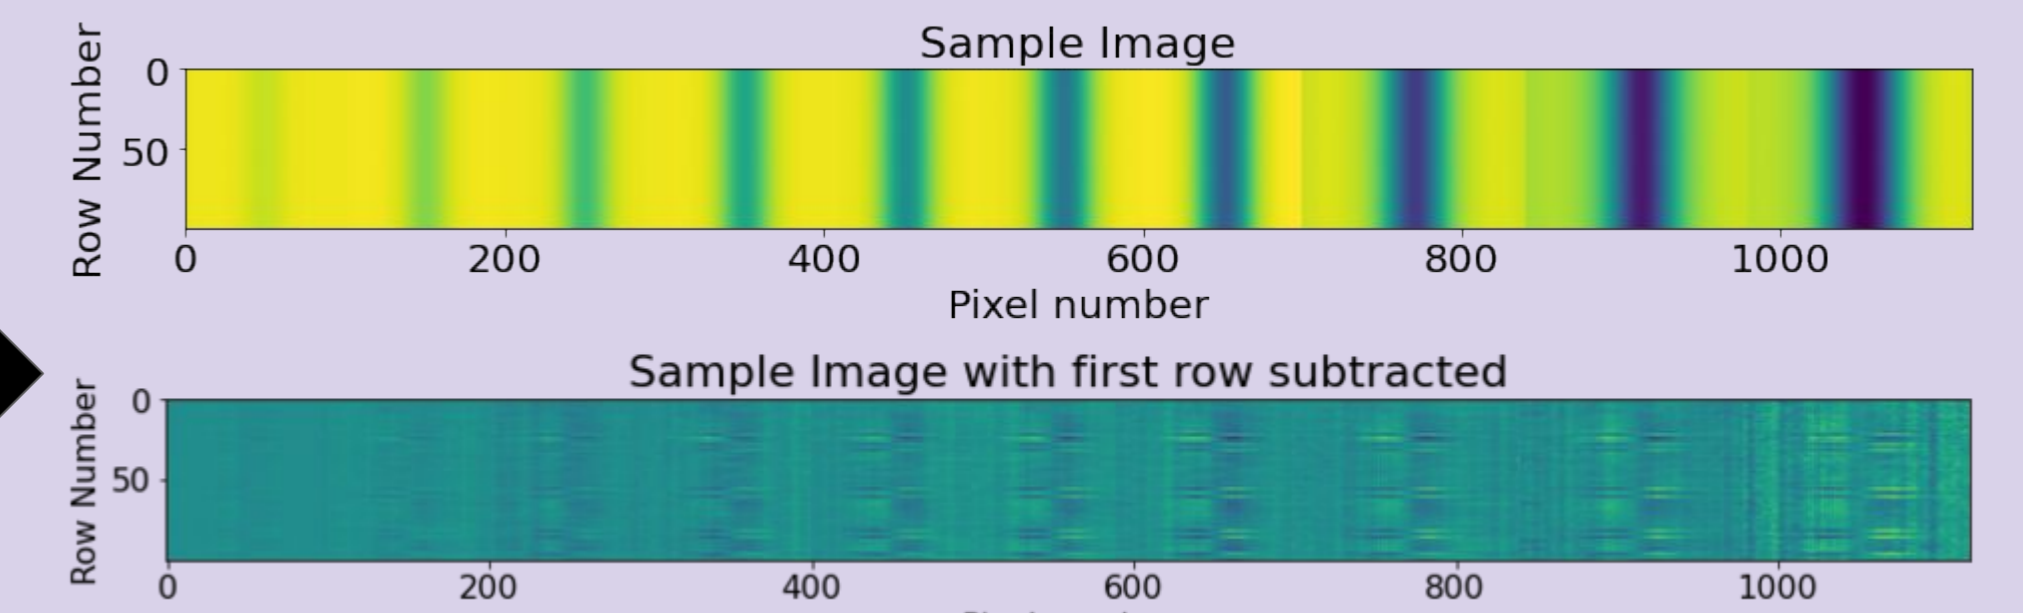 Sample Image
Row Number
0
50
0 200 400 600 800 1000
Pixel number
Sample Image with first row subtracted
Row Number
0
50
0 200 400 600 800 1000